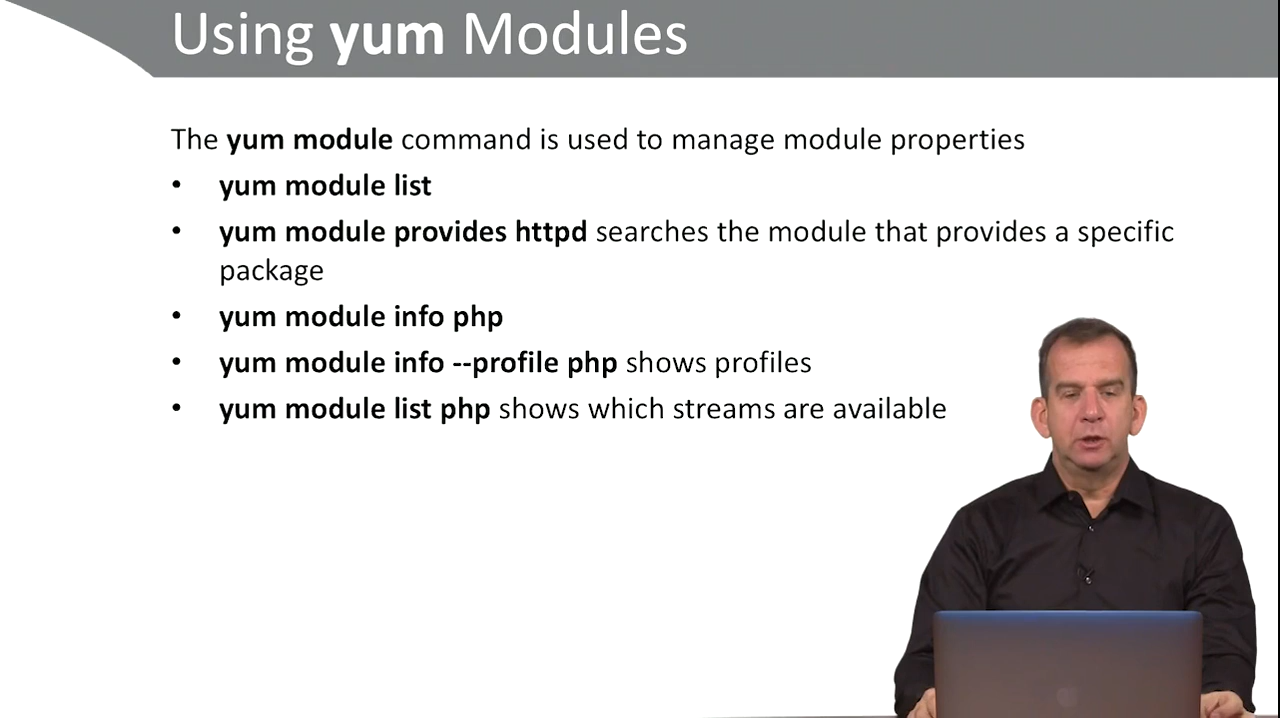 Using yum Modules
The yum module command is used to manage module properties
• yum module list
• yum module provides httpd searches the module that provides a specific
package
• yum module info php
• yum module info --profile php shows profiles
• yum module list php shows which streams are available